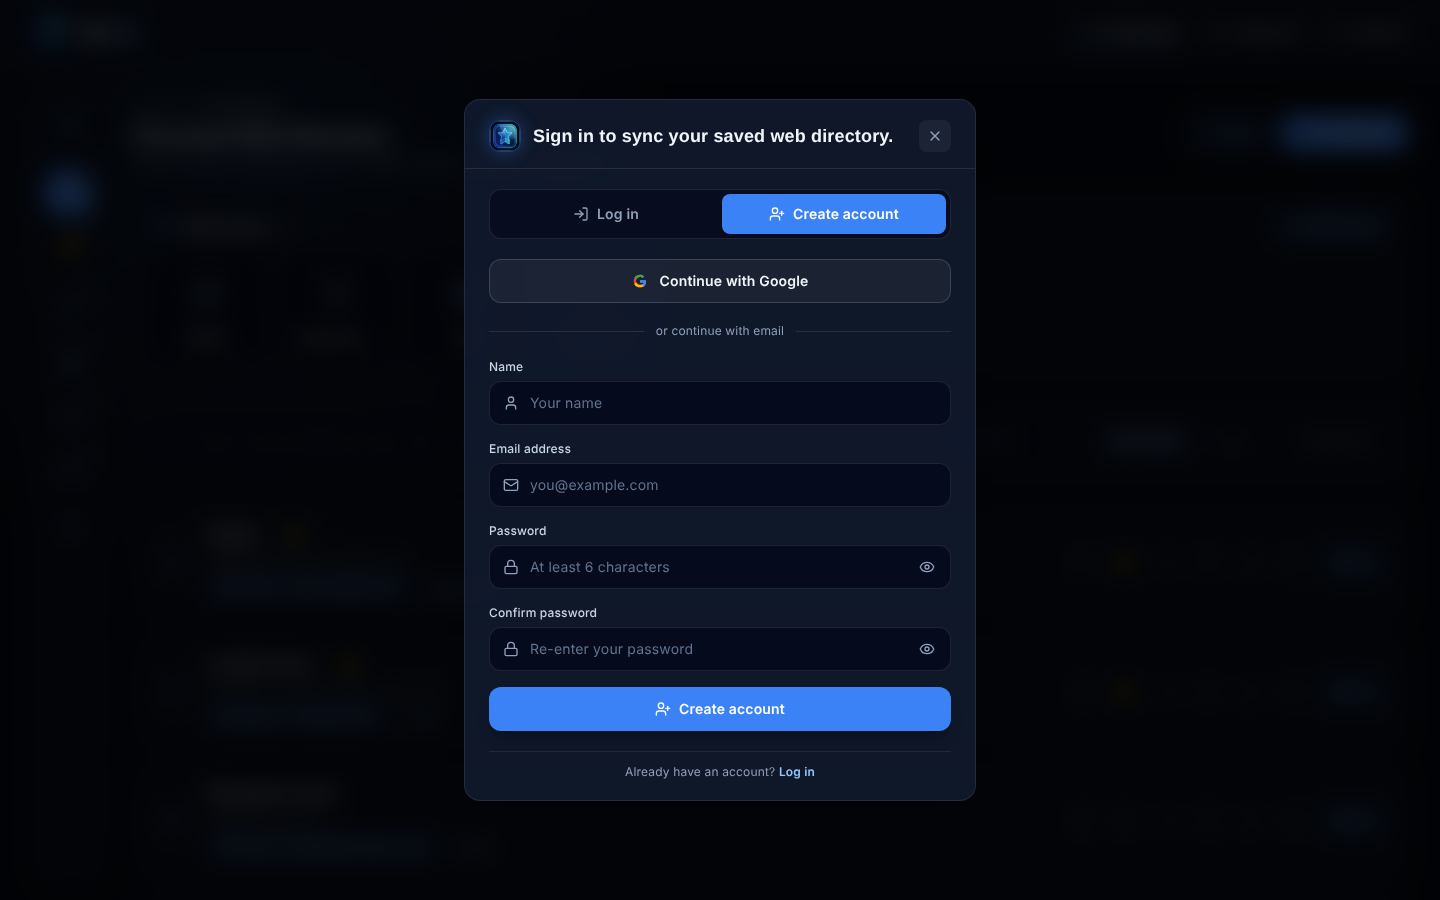 Sign in to sync your saved web directory.
Log in
Create account
Continue with Google
or continue with email
Name
Your name
Email address
you@example.com
Password
At least 6 characters
Confirm password
Re-enter your password
Create account
Already have an account? Log in